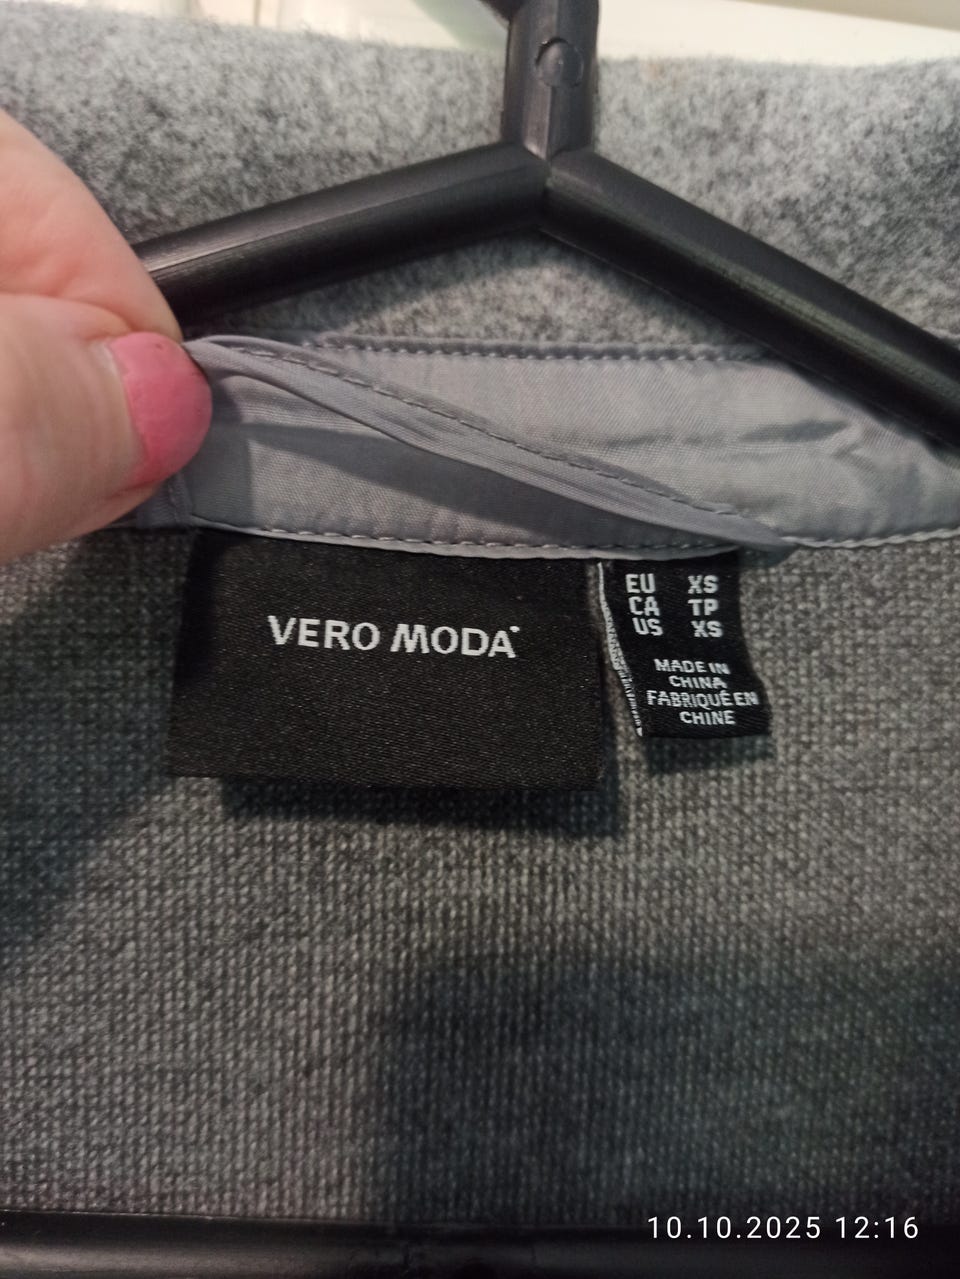 VERO MODA
EU XS
CA TP
US XS
MADE IN
CHINA
FABRIQUÉ EN
CHINE
10.10.2025 12:16